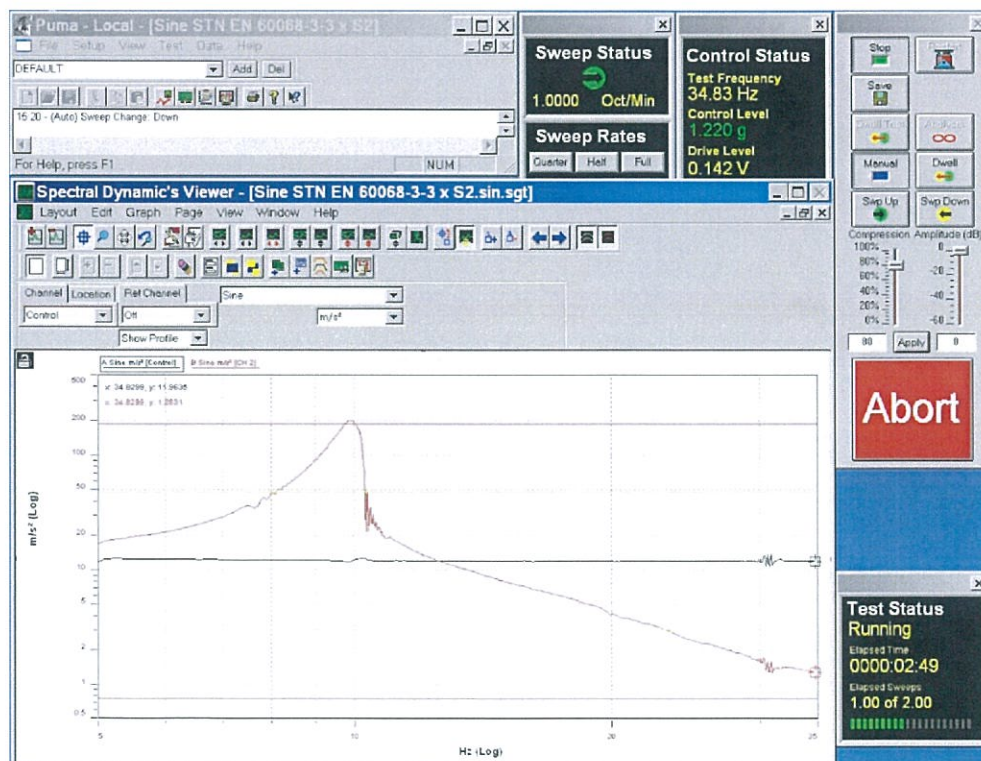 Puma - Local - [Sine STN EN 60068-3-3 x S2]
File Setup View Test Data Help
DEFAULT
Add
Del
16:20 - (Auto) Sweep Change: Down
For Help, press F1
NUM
Sweep Status
1.0000 Oct/Min
Sweep Rates
Quarter
Half
Full
Control Status
Test Frequency
34.83 Hz
Control Level
1.220 g
Drive Level
0.142 V
Stop
Save
Manual
Dwell
Swp Up
Swp Down
Compression Amplitude (dB)
100%
80%
60%
40%
20%
0%
0
-20
-40
-60
80
Apply
0
Abort
Spectral Dynamic's Viewer - [Sine STN EN 60068-3-3 x S2.sin.sgt]
Layout Edit Graph Page View Window Help
Channel
Location
Ref Channel
Sine
Control
Off
m/s²
Show Profile
A Sine m/s² [Control]
B Sine m/s² [CH 2]
x: 34.8299, y: 11.9635
500
200
100
50
20
10
5
2
1
0.5
m/s² (Log)
5
10
Hz (Log)
Test Status
Running
Elapsed Time
0000:02:49
Elapsed Sweeps
1.00 of 2.00